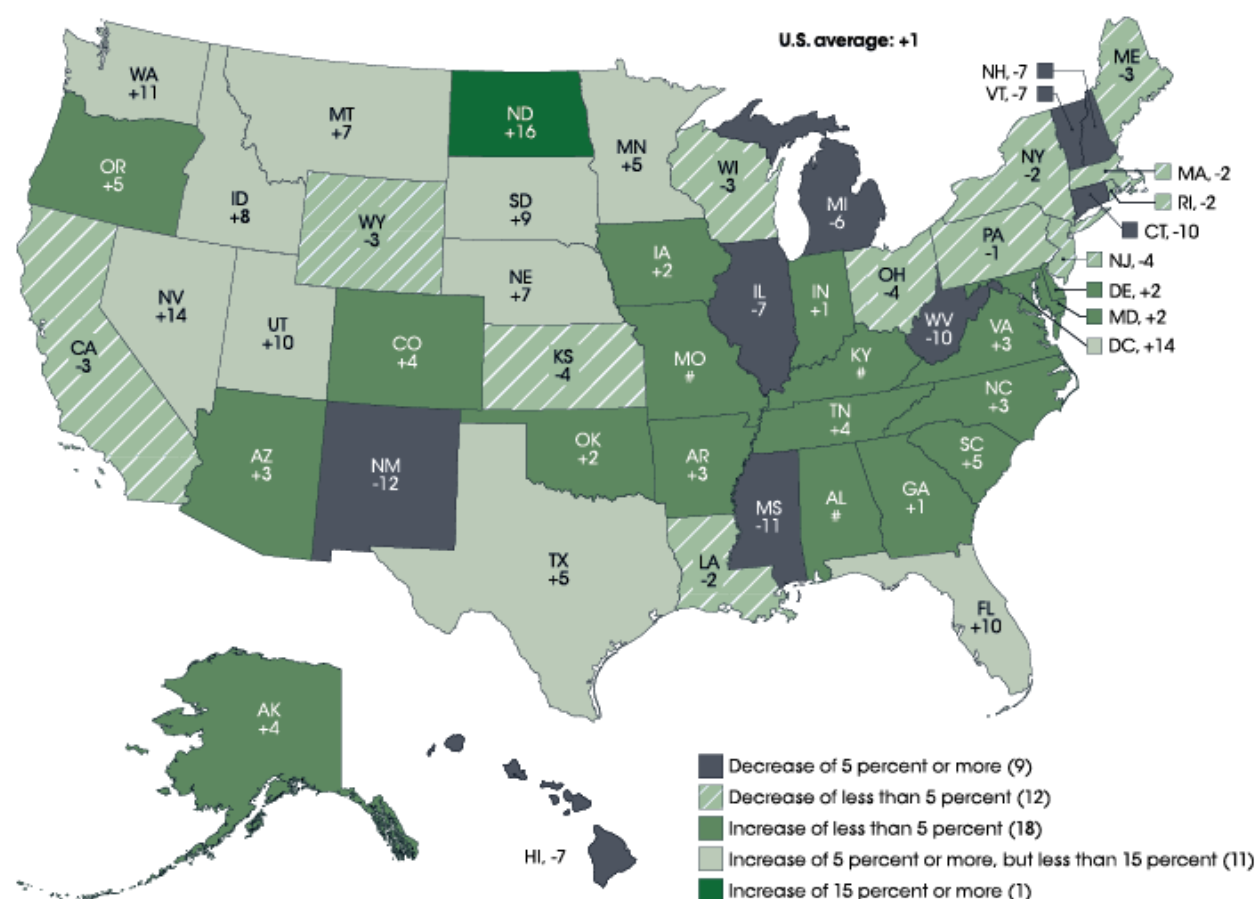 U.S. average: +1
WA
+11
OR
+5
CA
-3
NV
+14
ID
+8
MT
+7
WY
-3
UT
+10
AZ
+3
CO
+4
NM
-12
ND
+16
SD
+9
NE
+7
KS
-4
OK
+2
TX
+5
MN
+5
IA
+2
MO
#
AR
+3
LA
-2
WI
-3
IL
-7
MI
-6
IN
+1
OH
-4
KY
#
TN
+4
MS
-11
AL
#
GA
+1
FL
+10
SC
+5
NC
+3
VA
+3
WV
-10
PA
-1
NY
-2
ME
-3
NH, -7
VT, -7
MA, -2
RI, -2
CT, -10
NJ, -4
DE, +2
MD, +2
DC, +14
AK
+4
HI, -7
Decrease of 5 percent or more (9)
Decrease of less than 5 percent (12)
Increase of less than 5 percent (18)
Increase of 5 percent or more, but less than 15 percent (11)
Increase of 15 percent or more (1)